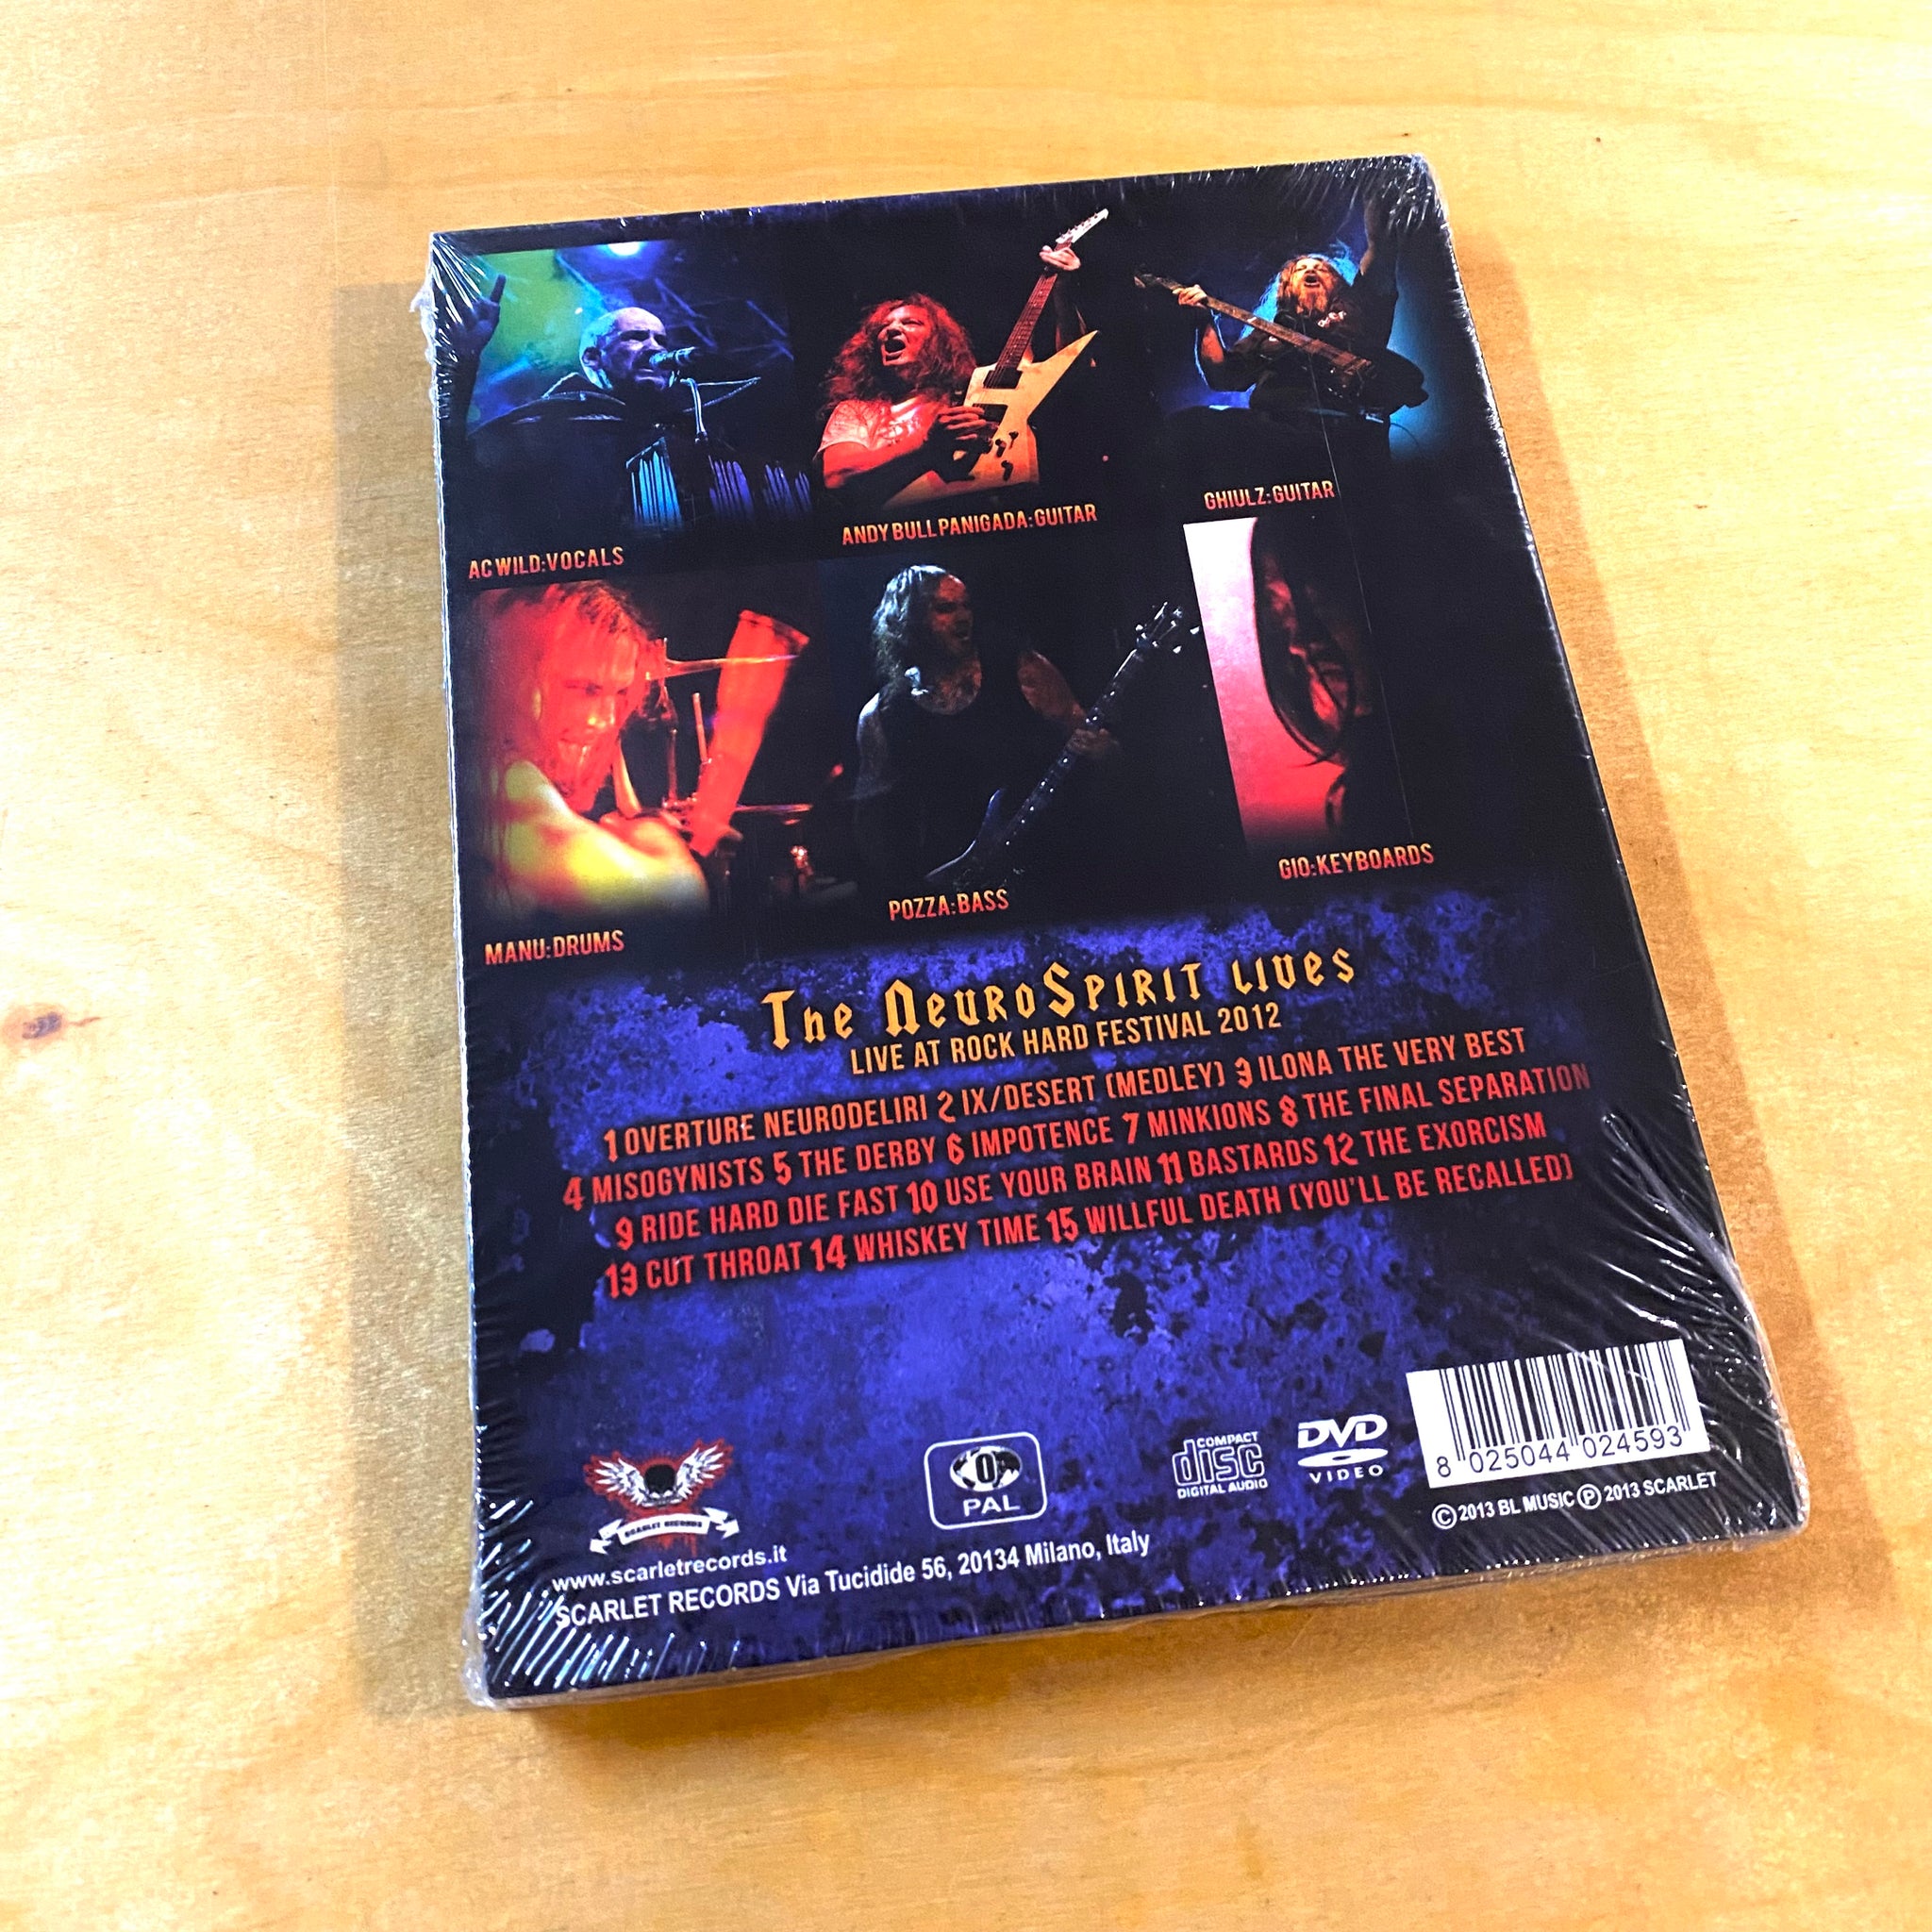 AC WILD:VOCALS
ANDY BULL PANIGADA:GUITAR
GHIULZ:GUITAR
MANU:DRUMS
POZZA:BASS
GIO:KEYBOARDS
The NeuroSpirit lives
LIVE AT ROCK HARD FESTIVAL 2012
1 OVERTURE NEURODELIRI 2 IX/DESERT (MEDLEY) 3 ILONA THE VERY BEST
4 MISOGYNISTS 5 THE DERBY 6 IMPOTENCE 7 MINKIONS 8 THE FINAL SEPARATION
9 RIDE HARD DIE FAST 10 USE YOUR BRAIN 11 BASTARDS 12 THE EXORCISM
13 CUT THROAT 14 WHISKEY TIME 15 WILLFUL DEATH (YOU'LL BE RECALLED)
SCARLET RECORDS
0
PAL
COMPACT
disc
DIGITAL AUDIO
DVD
VIDEO
8 025044 024593
© 2013 BL MUSIC ℗ 2013 SCARLET
www.scarletrecords.it
SCARLET RECORDS Via Tucidide 56, 20134 Milano, Italy